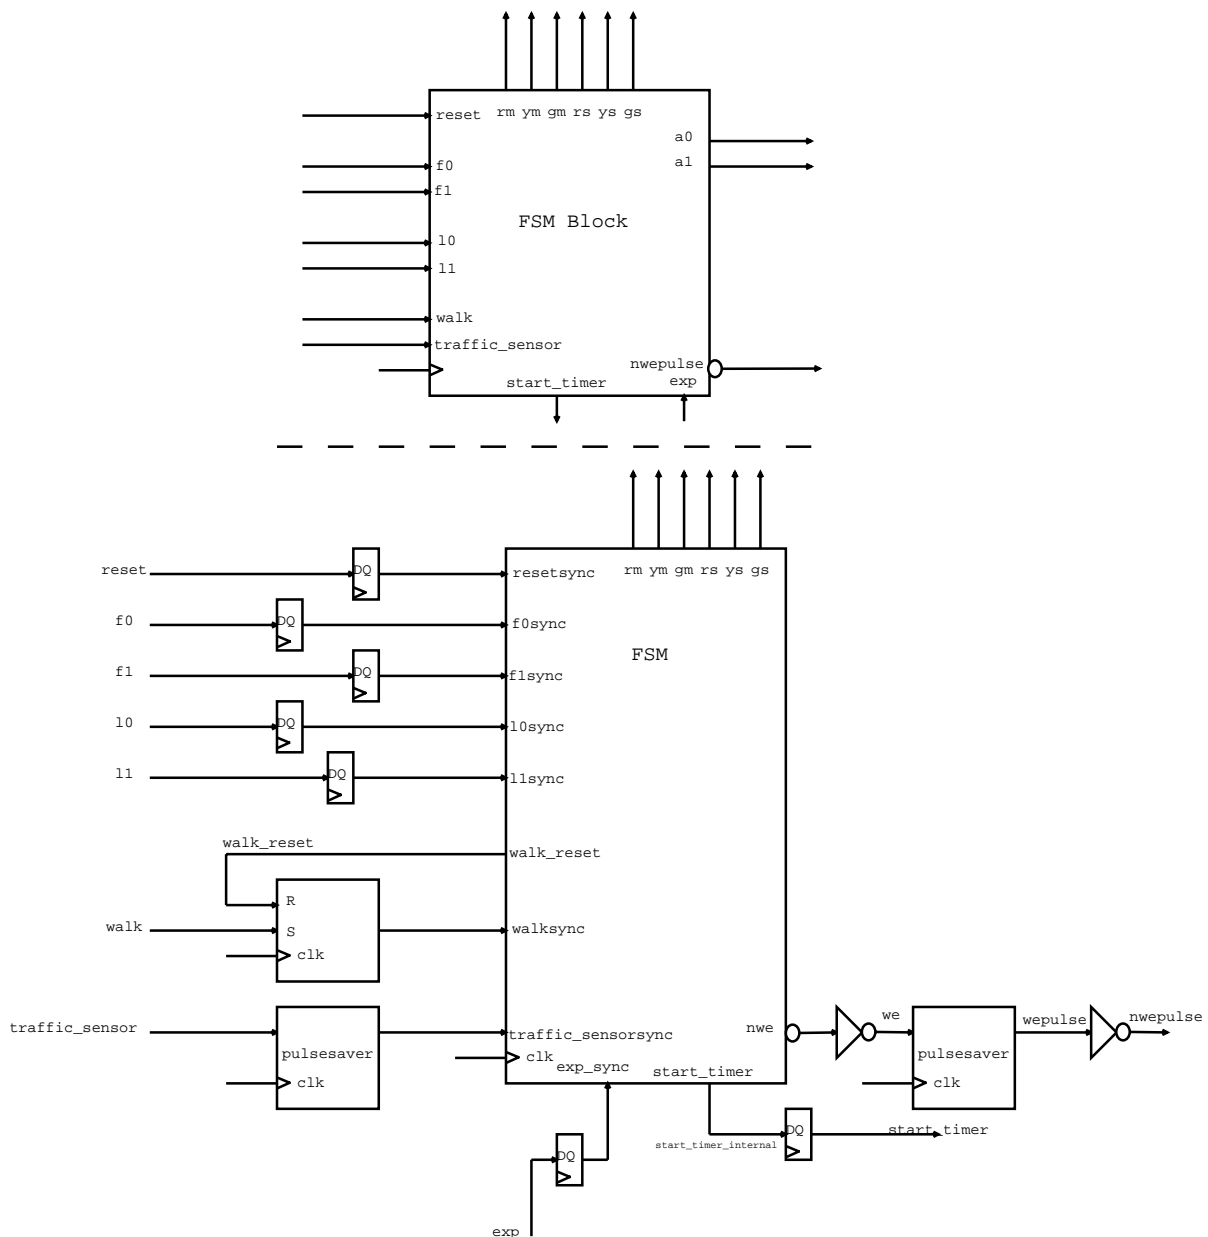 reset rm ym gm rs ys gs
a0
a1
f0
f1
FSM Block
l0
l1
walk
traffic_sensor
nwepulse
exp
start_timer
reset DQ resetsync rm ym gm rs ys gs
f0 DQ f0sync
FSM
f1 DQ f1sync
l0 DQ l0sync
l1 DQ l1sync
walk_reset walk_reset
R
walk S walksync
clk
traffic_sensor traffic_sensorsync nwe we wepulse nwepulse
pulsesaver clk pulsesaver
exp_sync start_timer
clk clk
DQ start_timer
start_timer_internal
DQ
exp